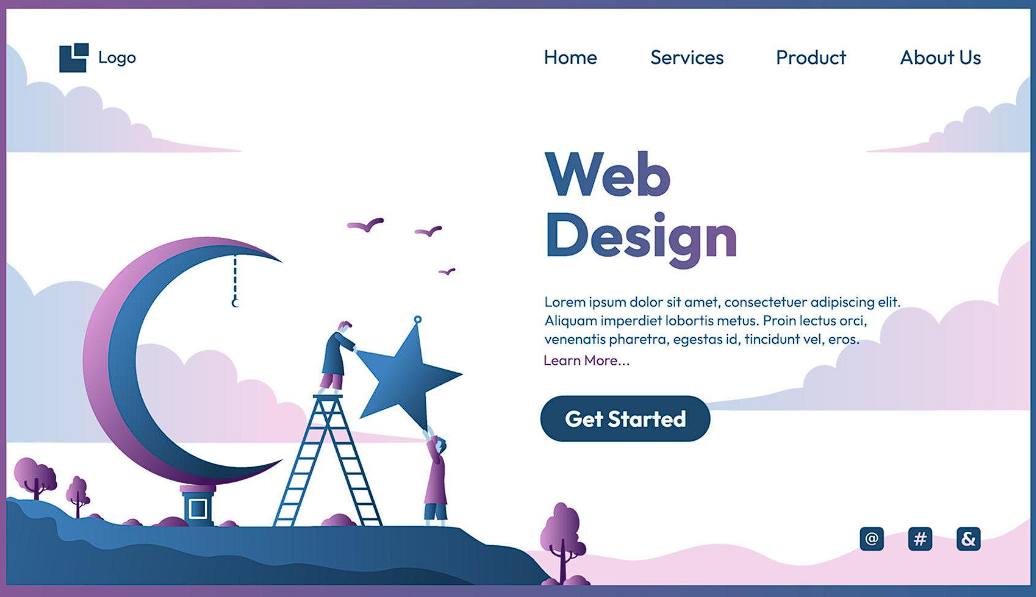 Logo
Home Services Product About Us
Web
Design
Lorem ipsum dolor sit amet, consectetuer adipiscing elit.
Aliquam imperdiet lobortis metus. Proin lectus orci,
venenatis pharetra, egestas id, tincidunt vel, eros.
Learn More...
Get Started
@ # &